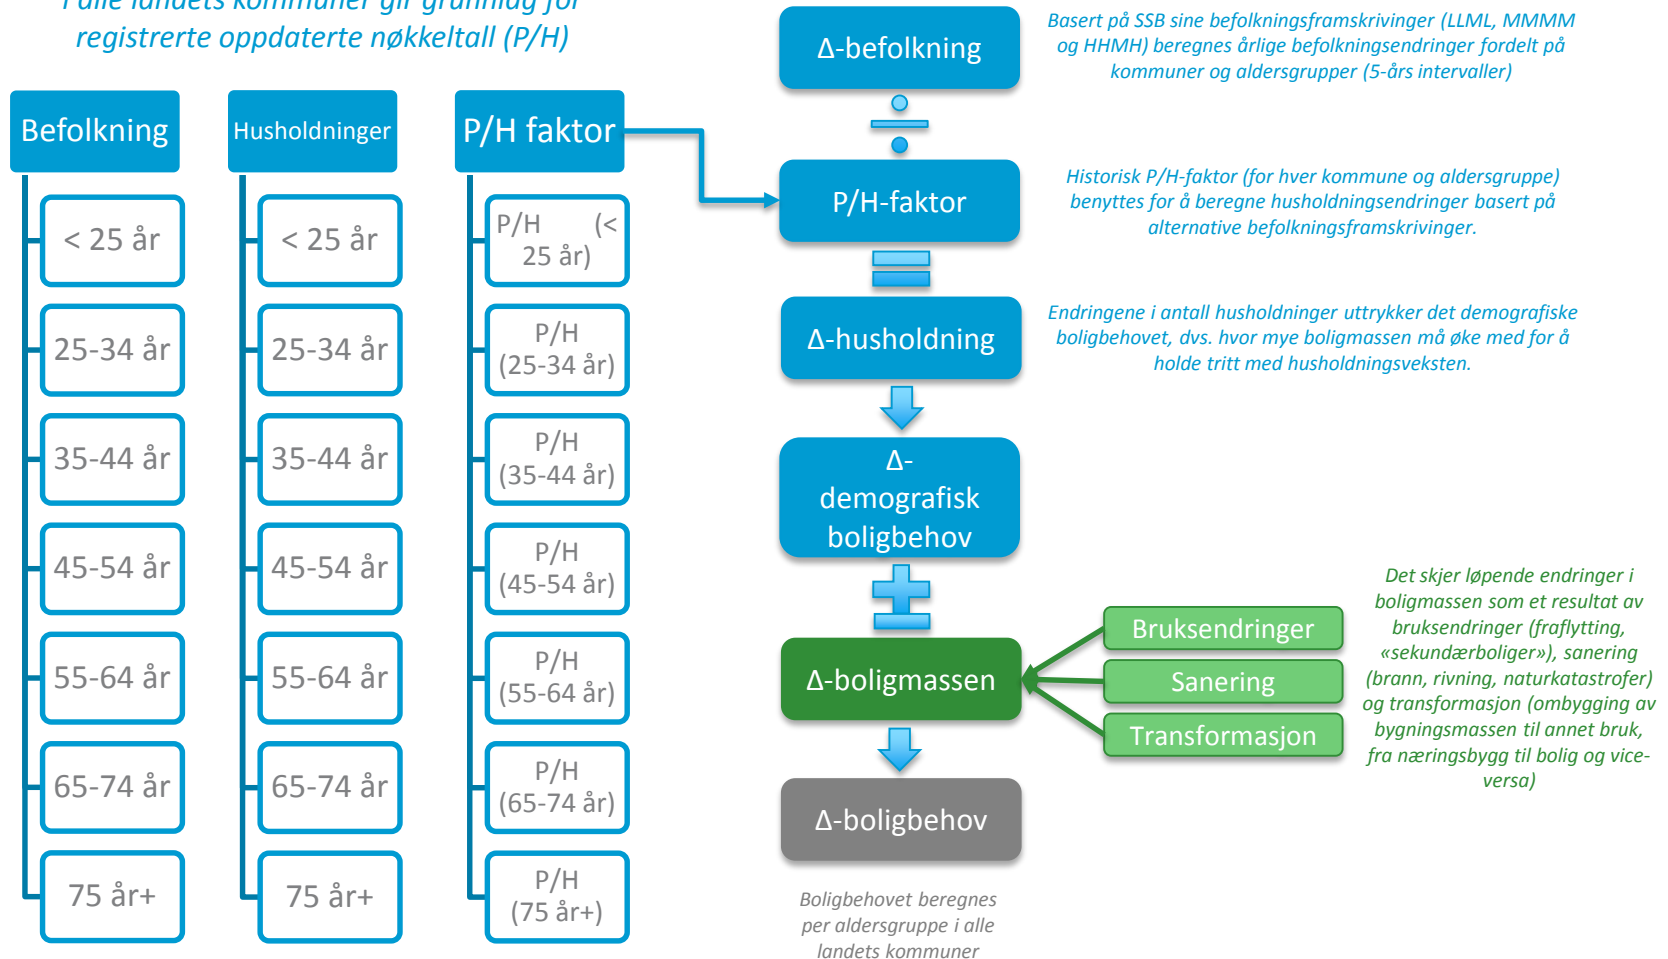 i alle landets kommuner gir grunnlag for
registrerte oppdaterte nøkkeltall (P/H)
Befolkning
< 25 år
25-34 år
35-44 år
45-54 år
55-64 år
65-74 år
75 år+
Husholdninger
< 25 år
25-34 år
35-44 år
45-54 år
55-64 år
65-74 år
75 år+
P/H faktor
P/H (<
25 år)
P/H
(25-34 år)
P/H
(35-44 år)
P/H
(45-54 år)
P/H
(55-64 år)
P/H
(65-74 år)
P/H
(75 år+)
Δ-befolkning
Basert på SSB sine befolkningsframskrivinger (LLML, MMMM
og HHMH) beregnes årlige befolkningsendringer fordelt på
kommuner og aldersgrupper (5-års intervaller)
P/H-faktor
Historisk P/H-faktor (for hver kommune og aldersgruppe)
benyttes for å beregne husholdningsendringer basert på
alternative befolkningsframskrivinger.
Δ-husholdning
Endringene i antall husholdninger uttrykker det demografiske
boligbehovet, dvs. hvor mye boligmassen må øke med for å
holde tritt med husholdningsveksten.
Δ-
demografisk
boligbehov
Δ-boligmassen
Bruksendringer
Sanering
Transformasjon
Det skjer løpende endringer i
boligmassen som et resultat av
bruksendringer (fraflytting,
«sekundærboliger»), sanering
(brann, rivning, naturkatastrofer)
og transformasjon (ombygging av
bygningsmassen til annet bruk,
fra næringsbygg til bolig og vice-
versa)
Δ-boligbehov
Boligbehovet beregnes
per aldersgruppe i alle
landets kommuner